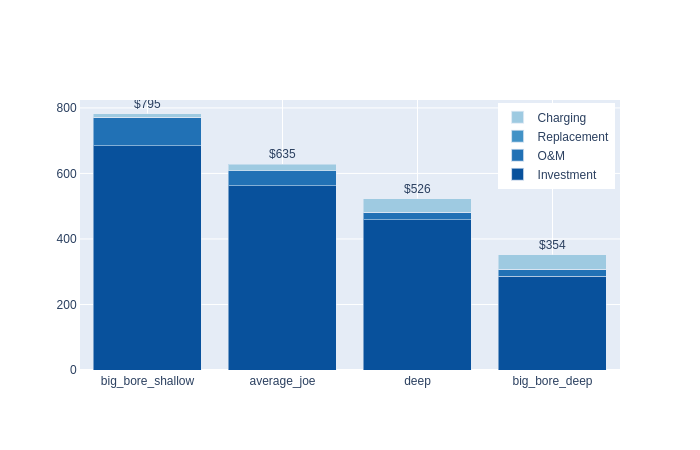 $795
$635
$526
$354
800
600
400
200
0
Charging
Replacement
O&M
Investment
big_bore_shallow
average_joe
deep
big_bore_deep